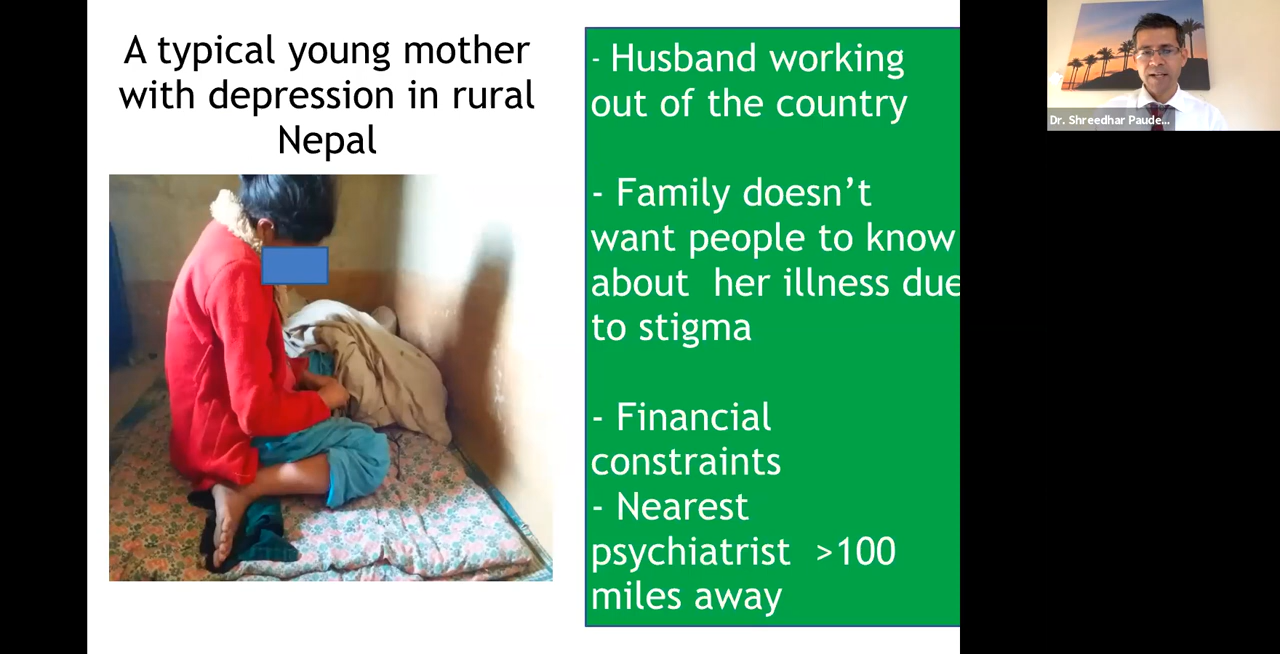 A typical young mother
with depression in rural
Nepal
- Husband working
out of the country
- Family doesn’t
want people to know
about  her illness due
to stigma
- Financial
constraints
- Nearest
psychiatrist  >100
miles away
Dr. Shreedhar Paude...